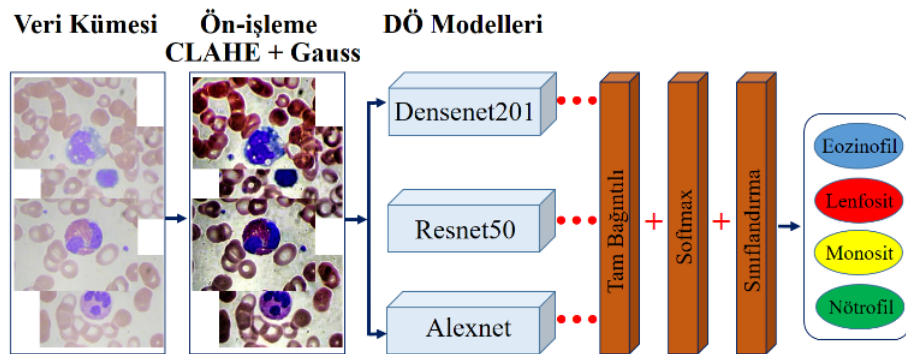 Veri Kümesi
Ön-işleme
CLAHE + Gauss
DÖ Modelleri
Densenet201
Resnet50
Alexnet
Tam Bağıntılı
+
Softmax
+
Sınıflandırma
Eozinofil
Lenfosit
Monosit
Nötrofil